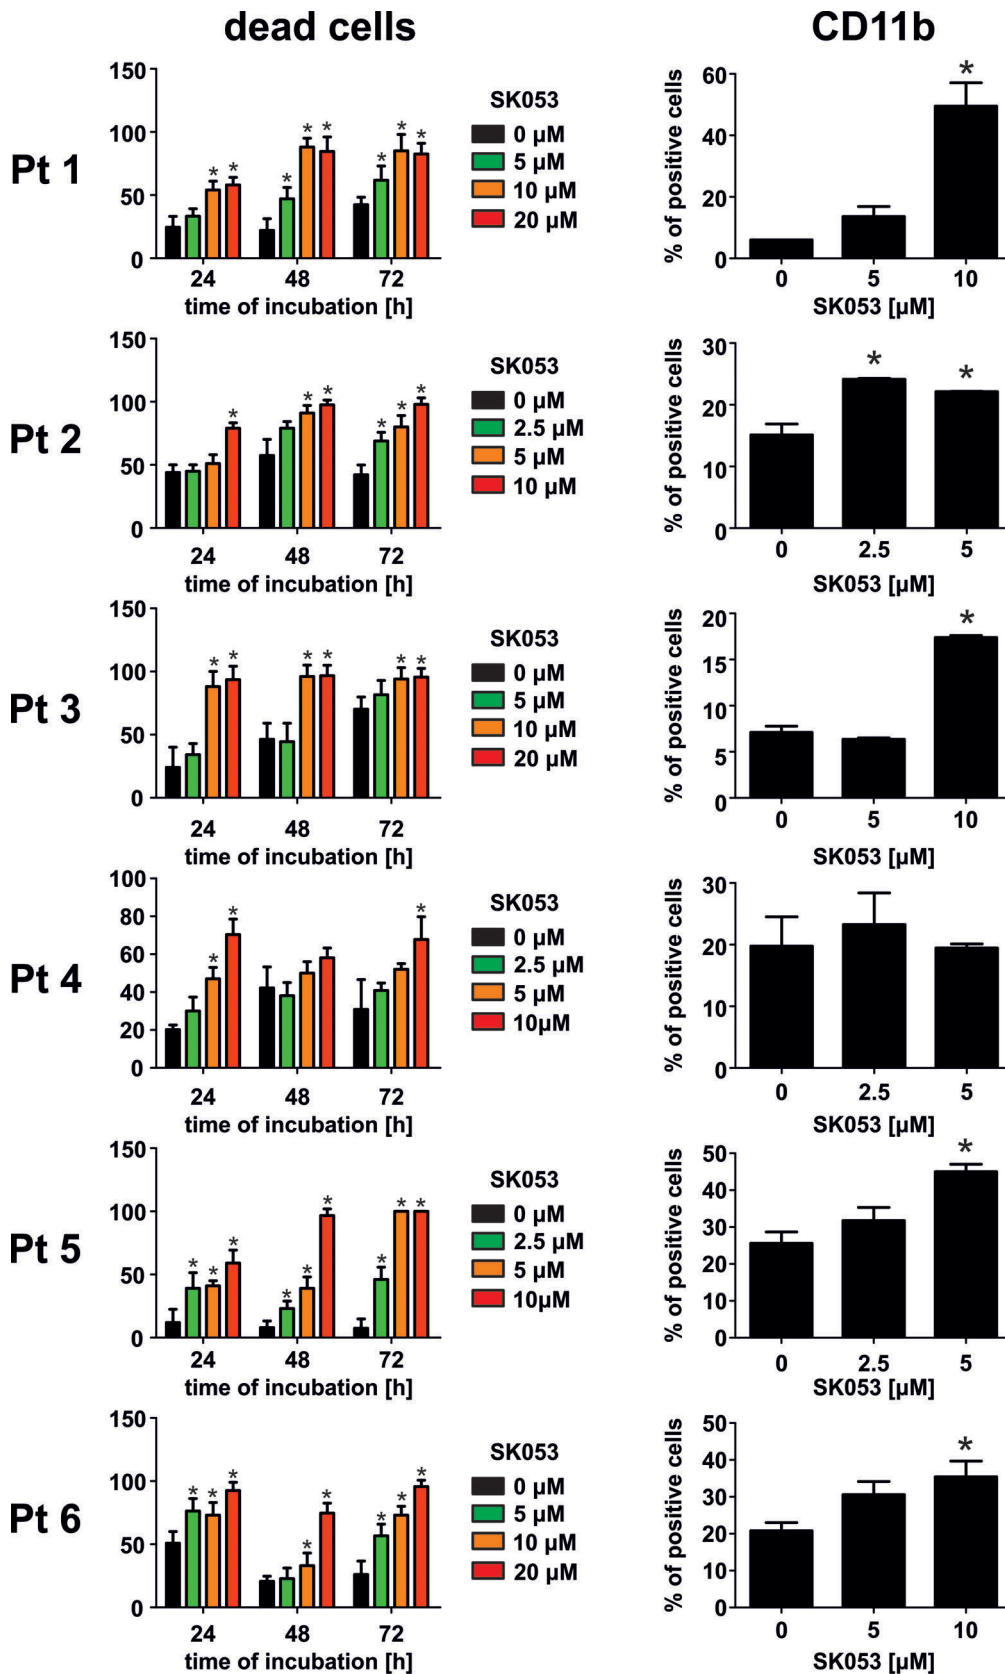 dead cells
CD11b
Pt 1
150
100
50
0
* * * * * * * *
24
48
72
time of incubation [h]
SK053
0 µM
5 µM
10 µM
20 µM
% of positive cells
60
40
20
0
*
0
5
10
SK053 [µM]
Pt 2
150
100
50
0
* * * * * *
24
48
72
time of incubation [h]
SK053
0 µM
2.5 µM
5 µM
10 µM
% of positive cells
30
20
10
0
* *
0
2.5
5
SK053 [µM]
Pt 3
150
100
50
0
* * * * * *
24
48
72
time of incubation [h]
SK053
0 µM
5 µM
10 µM
20 µM
% of positive cells
20
15
10
5
0
*
0
5
10
SK053 [µM]
Pt 4
100
80
60
40
20
0
* * *
24
48
72
time of incubation [h]
SK053
0 µM
2.5 µM
5 µM
10µM
% of positive cells
30
20
10
0
0
2.5
5
SK053 [µM]
Pt 5
150
100
50
0
* * * * * * * * *
24
48
72
time of incubation [h]
SK053
0 µM
2.5 µM
5 µM
10µM
% of positive cells
50
40
30
20
10
0
*
0
2.5
5
SK053 [µM]
Pt 6
150
100
50
0
* * * * * * * *
24
48
72
time of incubation [h]
SK053
0 µM
5 µM
10 µM
20 µM
% of positive cells
50
40
30
20
10
0
*
0
5
10
SK053 [µM]